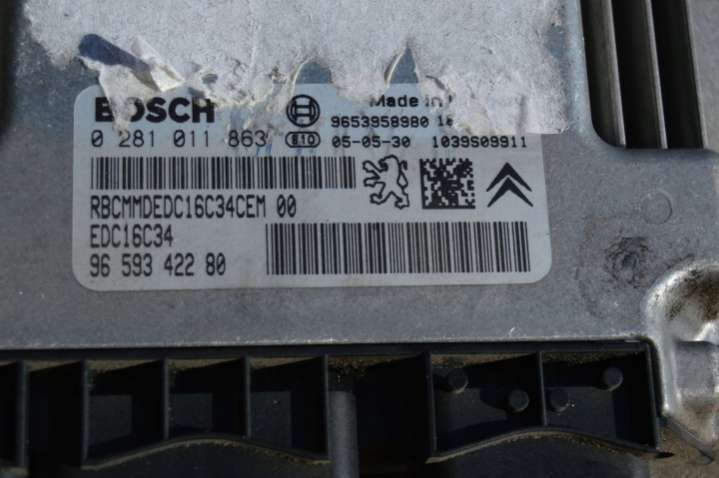 BOSCH
Made in
9653958980
0 281 011 863 e10 05-05-30 1039S09911
RBCMMDEDC16C34CEM 00
EDC16C34
96 593 422 80